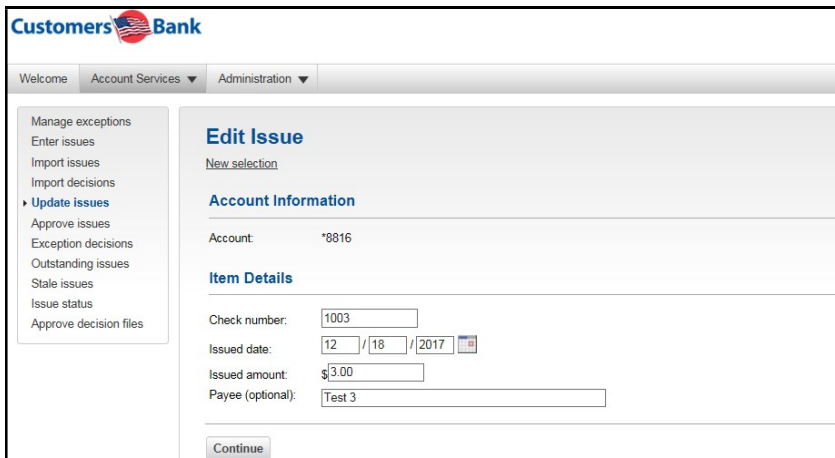 Customers Bank
Welcome Account Services Administration
Manage exceptions
Enter issues
Import issues
Import decisions
Update issues
Approve issues
Exception decisions
Outstanding issues
Stale issues
Issue status
Approve decision files
Edit Issue
New selection
Account Information
Account: *8816
Item Details
Check number: 1003
Issued date: 12 / 18 / 2017
Issued amount: $3.00
Payee (optional): Test 3
Continue